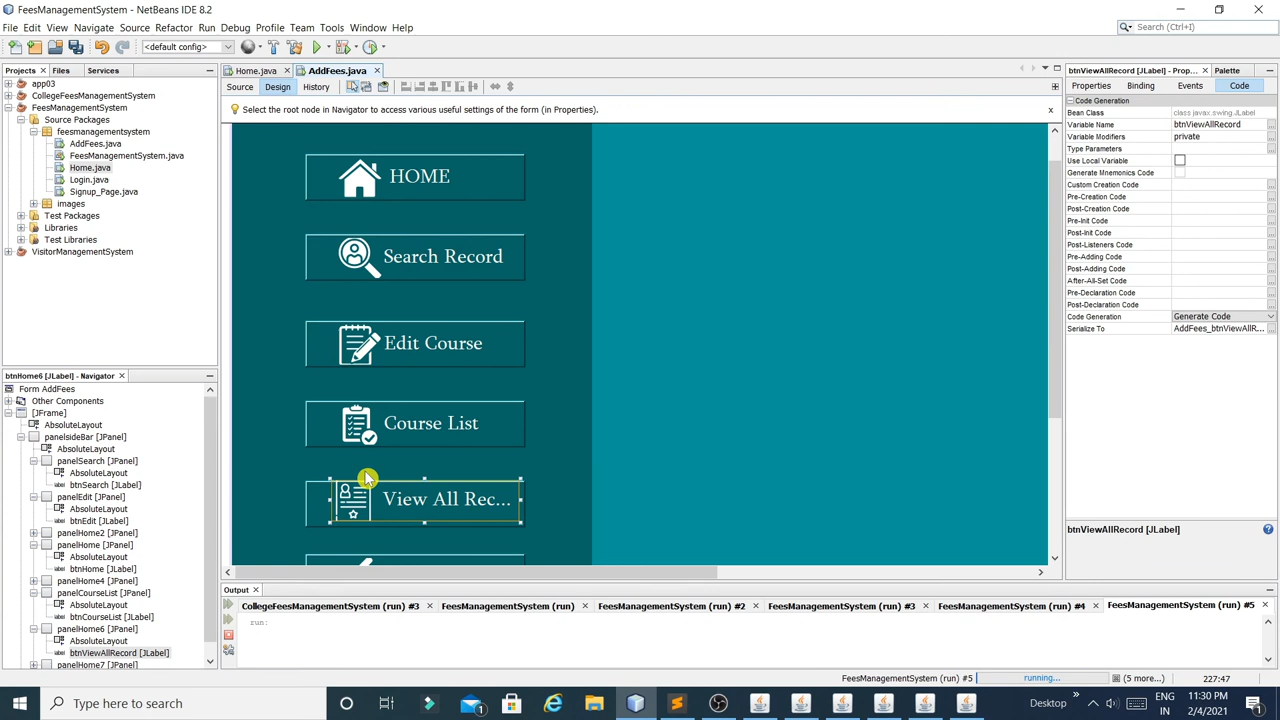 FeesManagementSystem - NetBeans IDE 8.2
File Edit View Navigate Source Refactor Run Debug Profile Team Tools Window Help
Search (Ctrl+I)
<default config>
Projects Files Services
app03
CollegeFeesManagementSystem
FeesManagementSystem
Source Packages
feesmanagementsystem
AddFees.java
FeesManagementSystem.java
Home.java
Login.java
Signup_Page.java
images
Test Packages
Libraries
Test Libraries
VisitorManagementSystem
btnHome6 [JLabel] - Navigator
Form AddFees
Other Components
[JFrame]
AbsoluteLayout
panelsideBar [JPanel]
AbsoluteLayout
panelSearch [JPanel]
AbsoluteLayout
btnSearch [JLabel]
panelEdit [JPanel]
AbsoluteLayout
btnEdit [JLabel]
panelHome2 [JPanel]
panelHome [JPanel]
AbsoluteLayout
btnHome [JLabel]
panelHome4 [JPanel]
panelCourseList [JPanel]
AbsoluteLayout
btnCourseList [JLabel]
panelHome6 [JPanel]
AbsoluteLayout
btnViewAllRecord [JLabel]
panelHome7 [JPanel]
Home.java AddFees.java
Source Design History
Select the root node in Navigator to access various useful settings of the form (in Properties).
HOME
Search Record
Edit Course
Course List
View All Rec...
btnViewAllRecord [JLabel] - Prop... Palette
Properties Binding Events Code
Code Generation
Bean Class class javax.swing.JLabel
Variable Name btnViewAllRecord
Variable Modifiers private
Type Parameters
Use Local Variable
Generate Mnemonics Code
Custom Creation Code
Pre-Creation Code
Post-Creation Code
Pre-Init Code
Post-Init Code
Post-Listeners Code
Pre-Adding Code
Post-Adding Code
After-All-Set Code
Pre-Declaration Code
Post-Declaration Code
Code Generation Generate Code
Serialize To AddFees_btnViewAllR...
btnViewAllRecord [JLabel]
Output
CollegeFeesManagementSystem (run) #3 FeesManagementSystem (run) FeesManagementSystem (run) #2 FeesManagementSystem (run) #3 FeesManagementSystem (run) #4 FeesManagementSystem (run) #5
run:
FeesManagementSystem (run) #5 running... (5 more...) 227:47
Type here to search
Desktop
ENG
IN
11:30 PM
2/4/2021